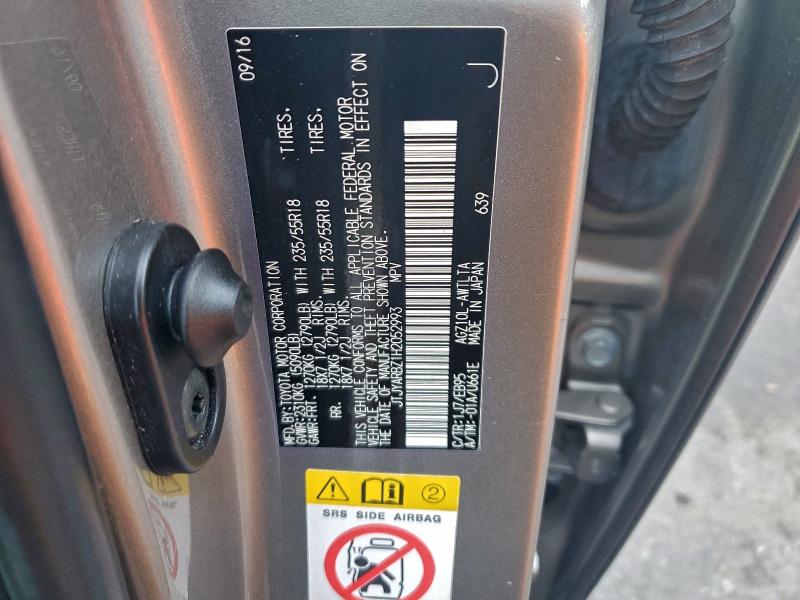 09/16
MFD.BY:TOYOTA MOTOR CORPORATION
GVWR:2310KG (5090LB)
GAWR:FRT. 1270KG (2790LB) WITH 235/55R18 TIRES,
18X7 1/2J RIMS,
RR. 1270KG (2790LB) WITH 235/55R18 TIRES,
18X7 1/2J RIMS.
THIS VEHICLE CONFORMS TO ALL APPLICABLE FEDERAL MOTOR
VEHICLE SAFETY AND THEFT PREVENTION STANDARDS IN EFFECT ON
THE DATE OF MANUFACTURE SHOWN ABOVE.
JTJYARBZ1H2052993 MPV
J
639
C/TR:1J7/EB95 AGZ10L-AWTLTA
A/TM:-01A/U661E MADE IN JAPAN
2
SRS SIDE AIRBAG